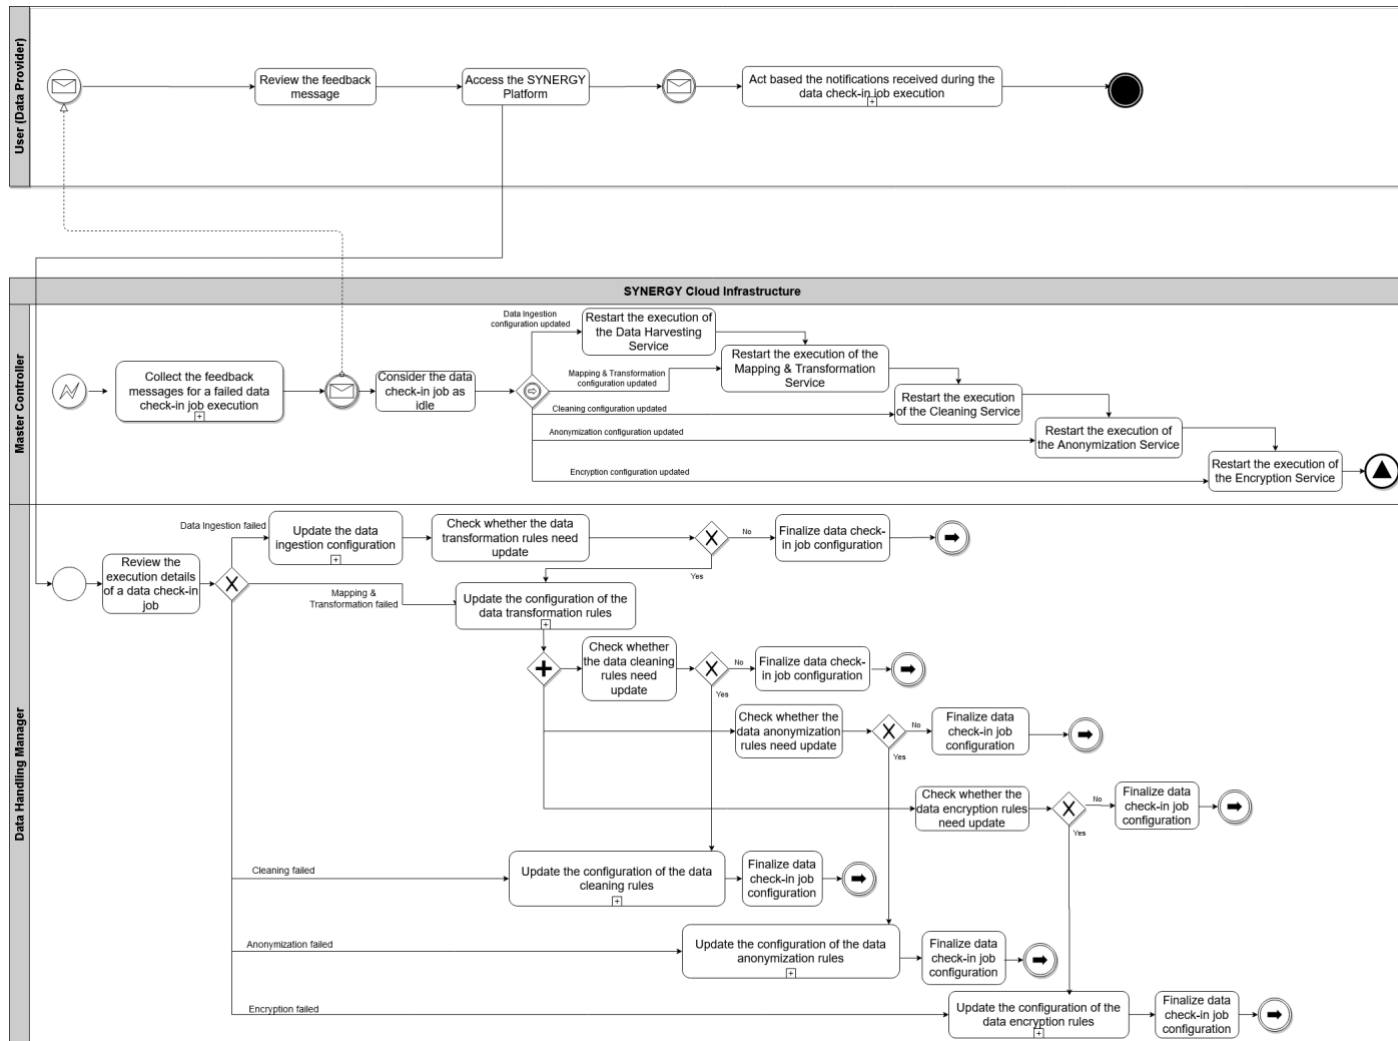 User (Data Provider)
Review the feedback
message
Access the SYNERGY
Platform
Act based the notifications received during the
data check-in job execution
SYNERGY Cloud Infrastructure
Master Controller
Collect the feedback
messages for a failed data
check-in job execution
Consider the data
check-in job as
idle
Data Ingestion
configuration updated
Restart the execution of
the Data Harvesting
Service
Mapping & Transformation
configuration updated
Restart the execution of the
Mapping & Transformation
Service
Cleaning configuration updated
Restart the execution
of the Cleaning Service
Anonymization configuration updated
Restart the execution of
the Anonymization Service
Encryption configuration updated
Restart the execution of
the Encryption Service
Data Handling Manager
Review the
execution details
of a data check-in
job
Data Ingestion failed
Update the data
ingestion configuration
Check whether the data
transformation rules need
update
No
Finalize data check-
in job configuration
Yes
Mapping &
Transformation failed
Update the configuration of the
data transformation rules
Check whether
the data cleaning
rules need
update
No
Finalize data check-
in job configuration
Yes
Check whether the
data anonymization
rules need update
No
Finalize data
check-in job
configuration
Yes
Check whether the
data encryption rules
need update
No
Finalize data
check-in job
configuration
Yes
Cleaning failed
Update the configuration of the data
cleaning rules
Finalize data
check-in job
configuration
Anonymization failed
Update the configuration of the data
anonymization rules
Finalize data
check-in job
configuration
Encryption failed
Update the configuration of the
data encryption rules
Finalize data
check-in job
configuration